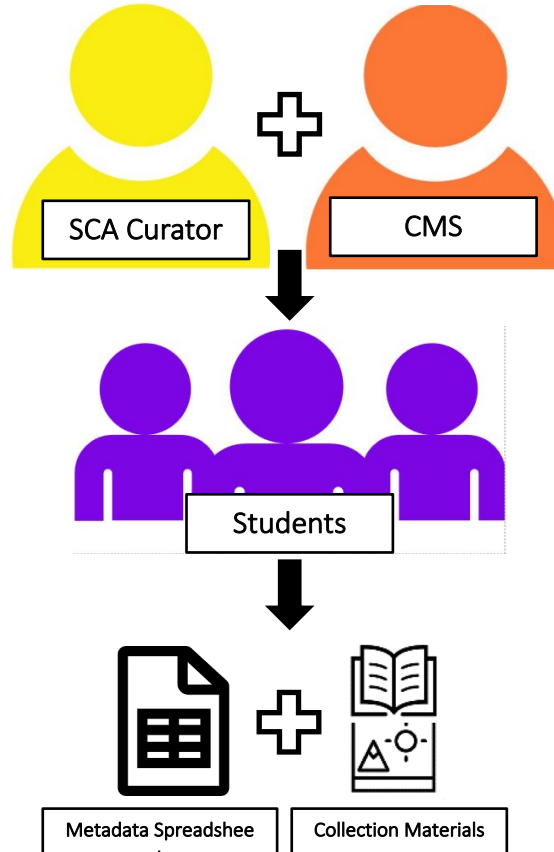 SCA Curator
CMS
Students
Metadata Spreadshee
Collection Materials